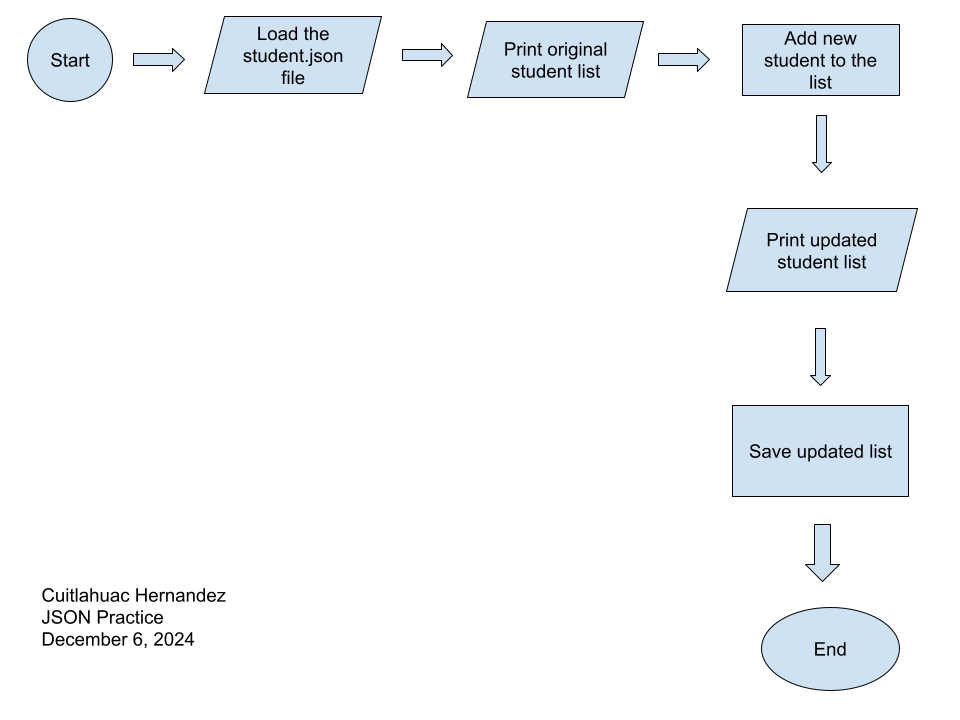 Start
Load the
student.json
file
Print original
student list
Add new
student to the
list
Print updated
student list
Save updated list
End
Cuitlahuac Hernandez
JSON Practice
December 6, 2024